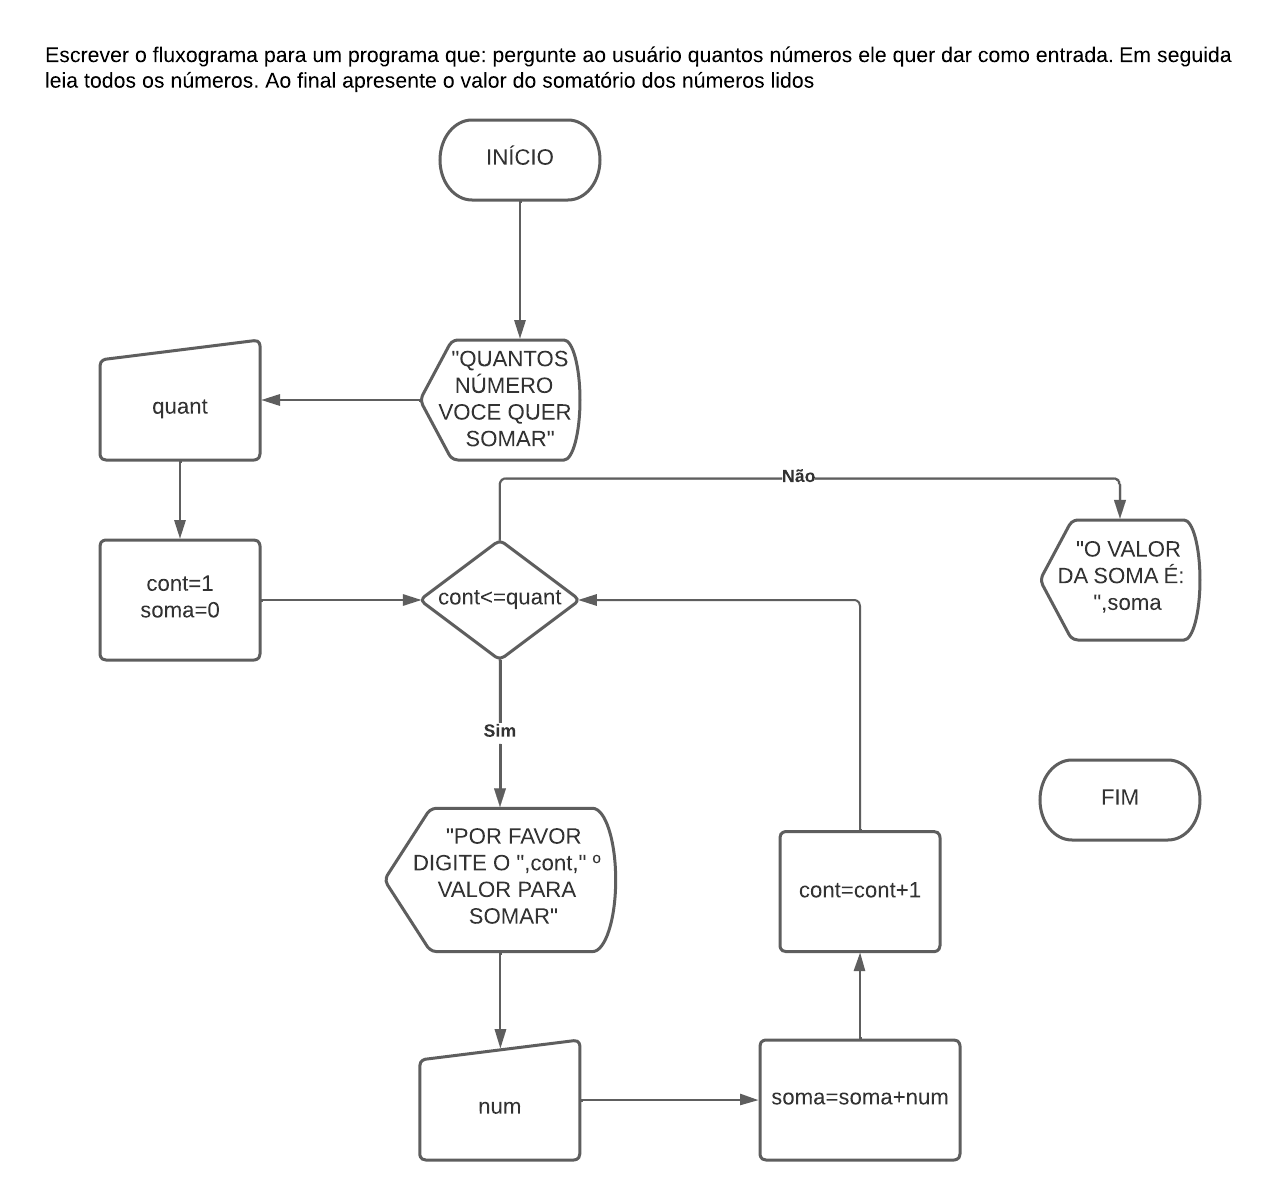 Escrever o fluxograma para um programa que: pergunte ao usuário quantos números ele quer dar como entrada. Em seguida
leia todos os números. Ao final apresente o valor do somatório dos números lidos
INÍCIO
"QUANTOS
NÚMERO
VOCE QUER
SOMAR"
quant
Não
cont=1
soma=0
cont<=quant
"O VALOR
DA SOMA É:
",soma
Sim
FIM
"POR FAVOR
DIGITE O ",cont," º
VALOR PARA
SOMAR"
cont=cont+1
num
soma=soma+num